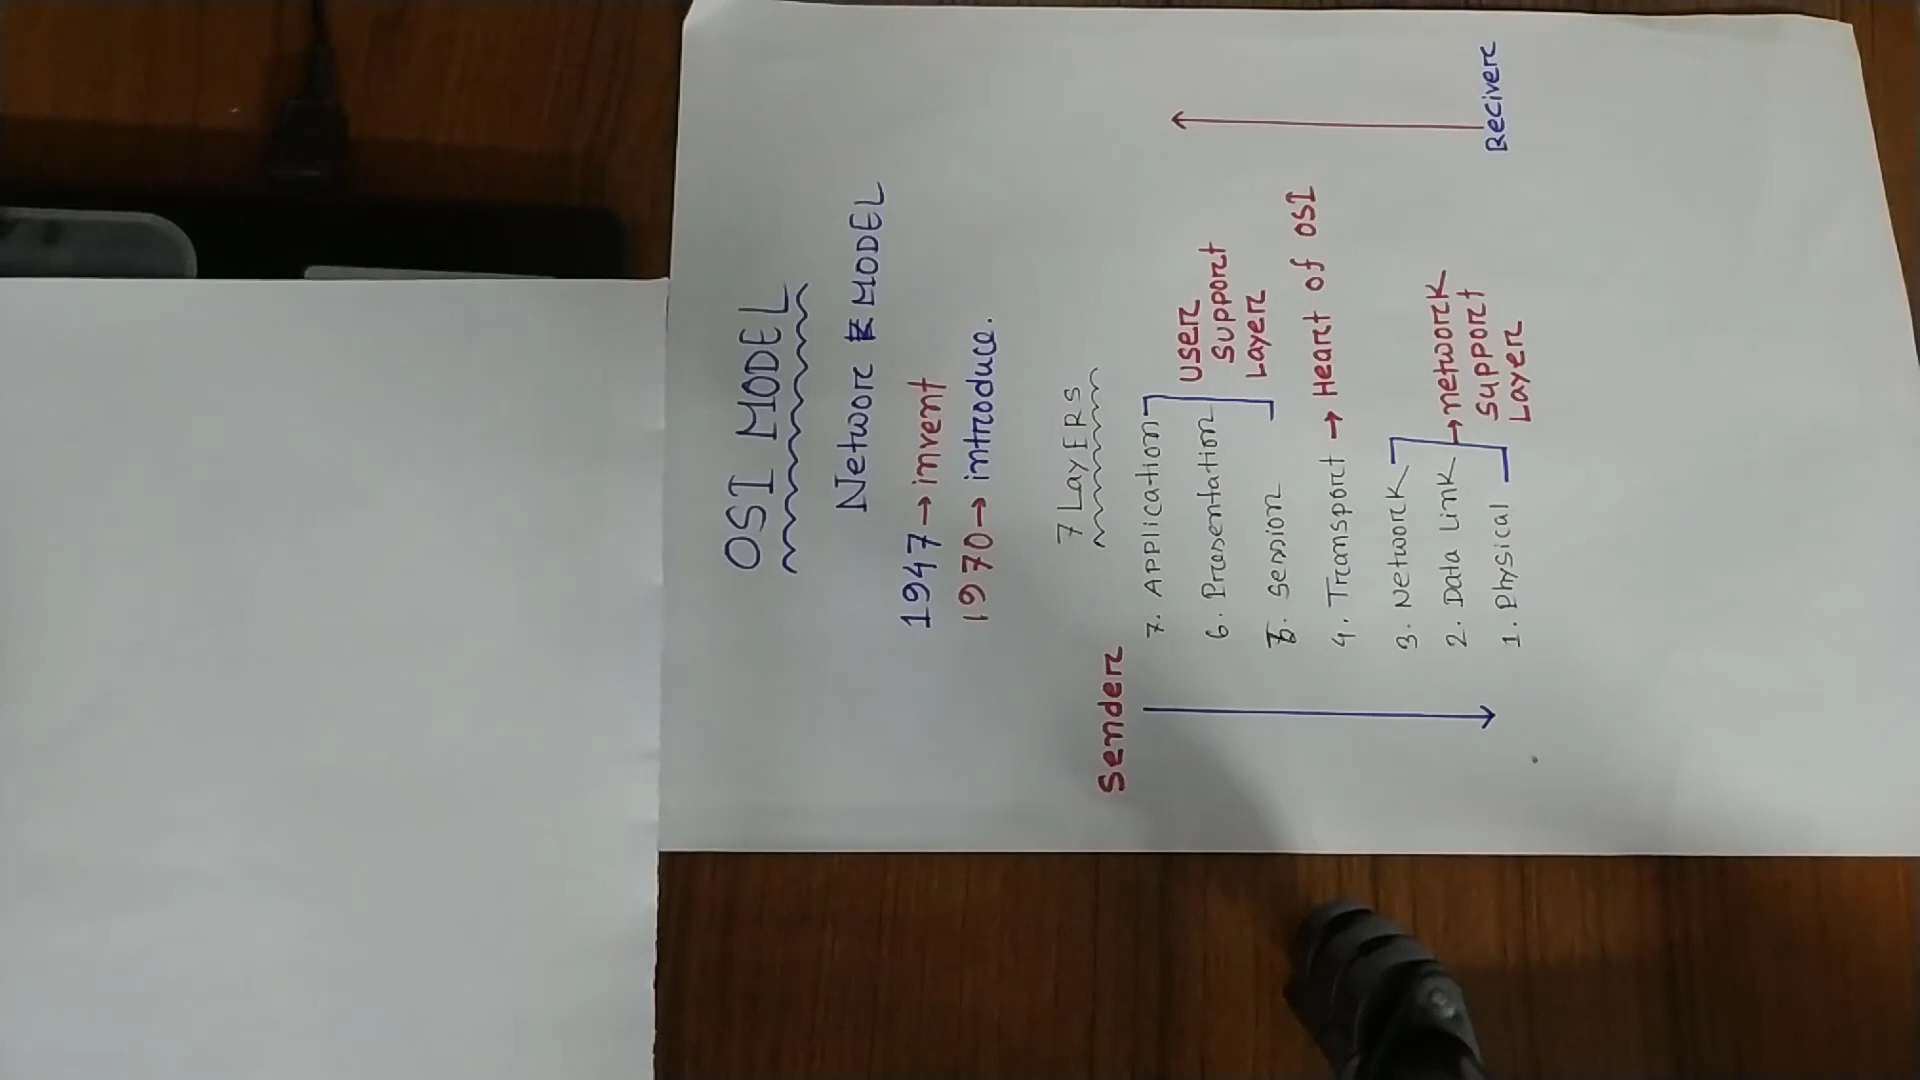 OSI MODEL
Network MODEL
1947 → invent
1970 → introduce.
7 LayERS
Sender
7. Application
6. Presentation
5. Session
User
Support
Layer
4. Transport → Heart of OSI
3. Network
2. Data Link
1. Physical
→ network
Support
Layer
Reciver